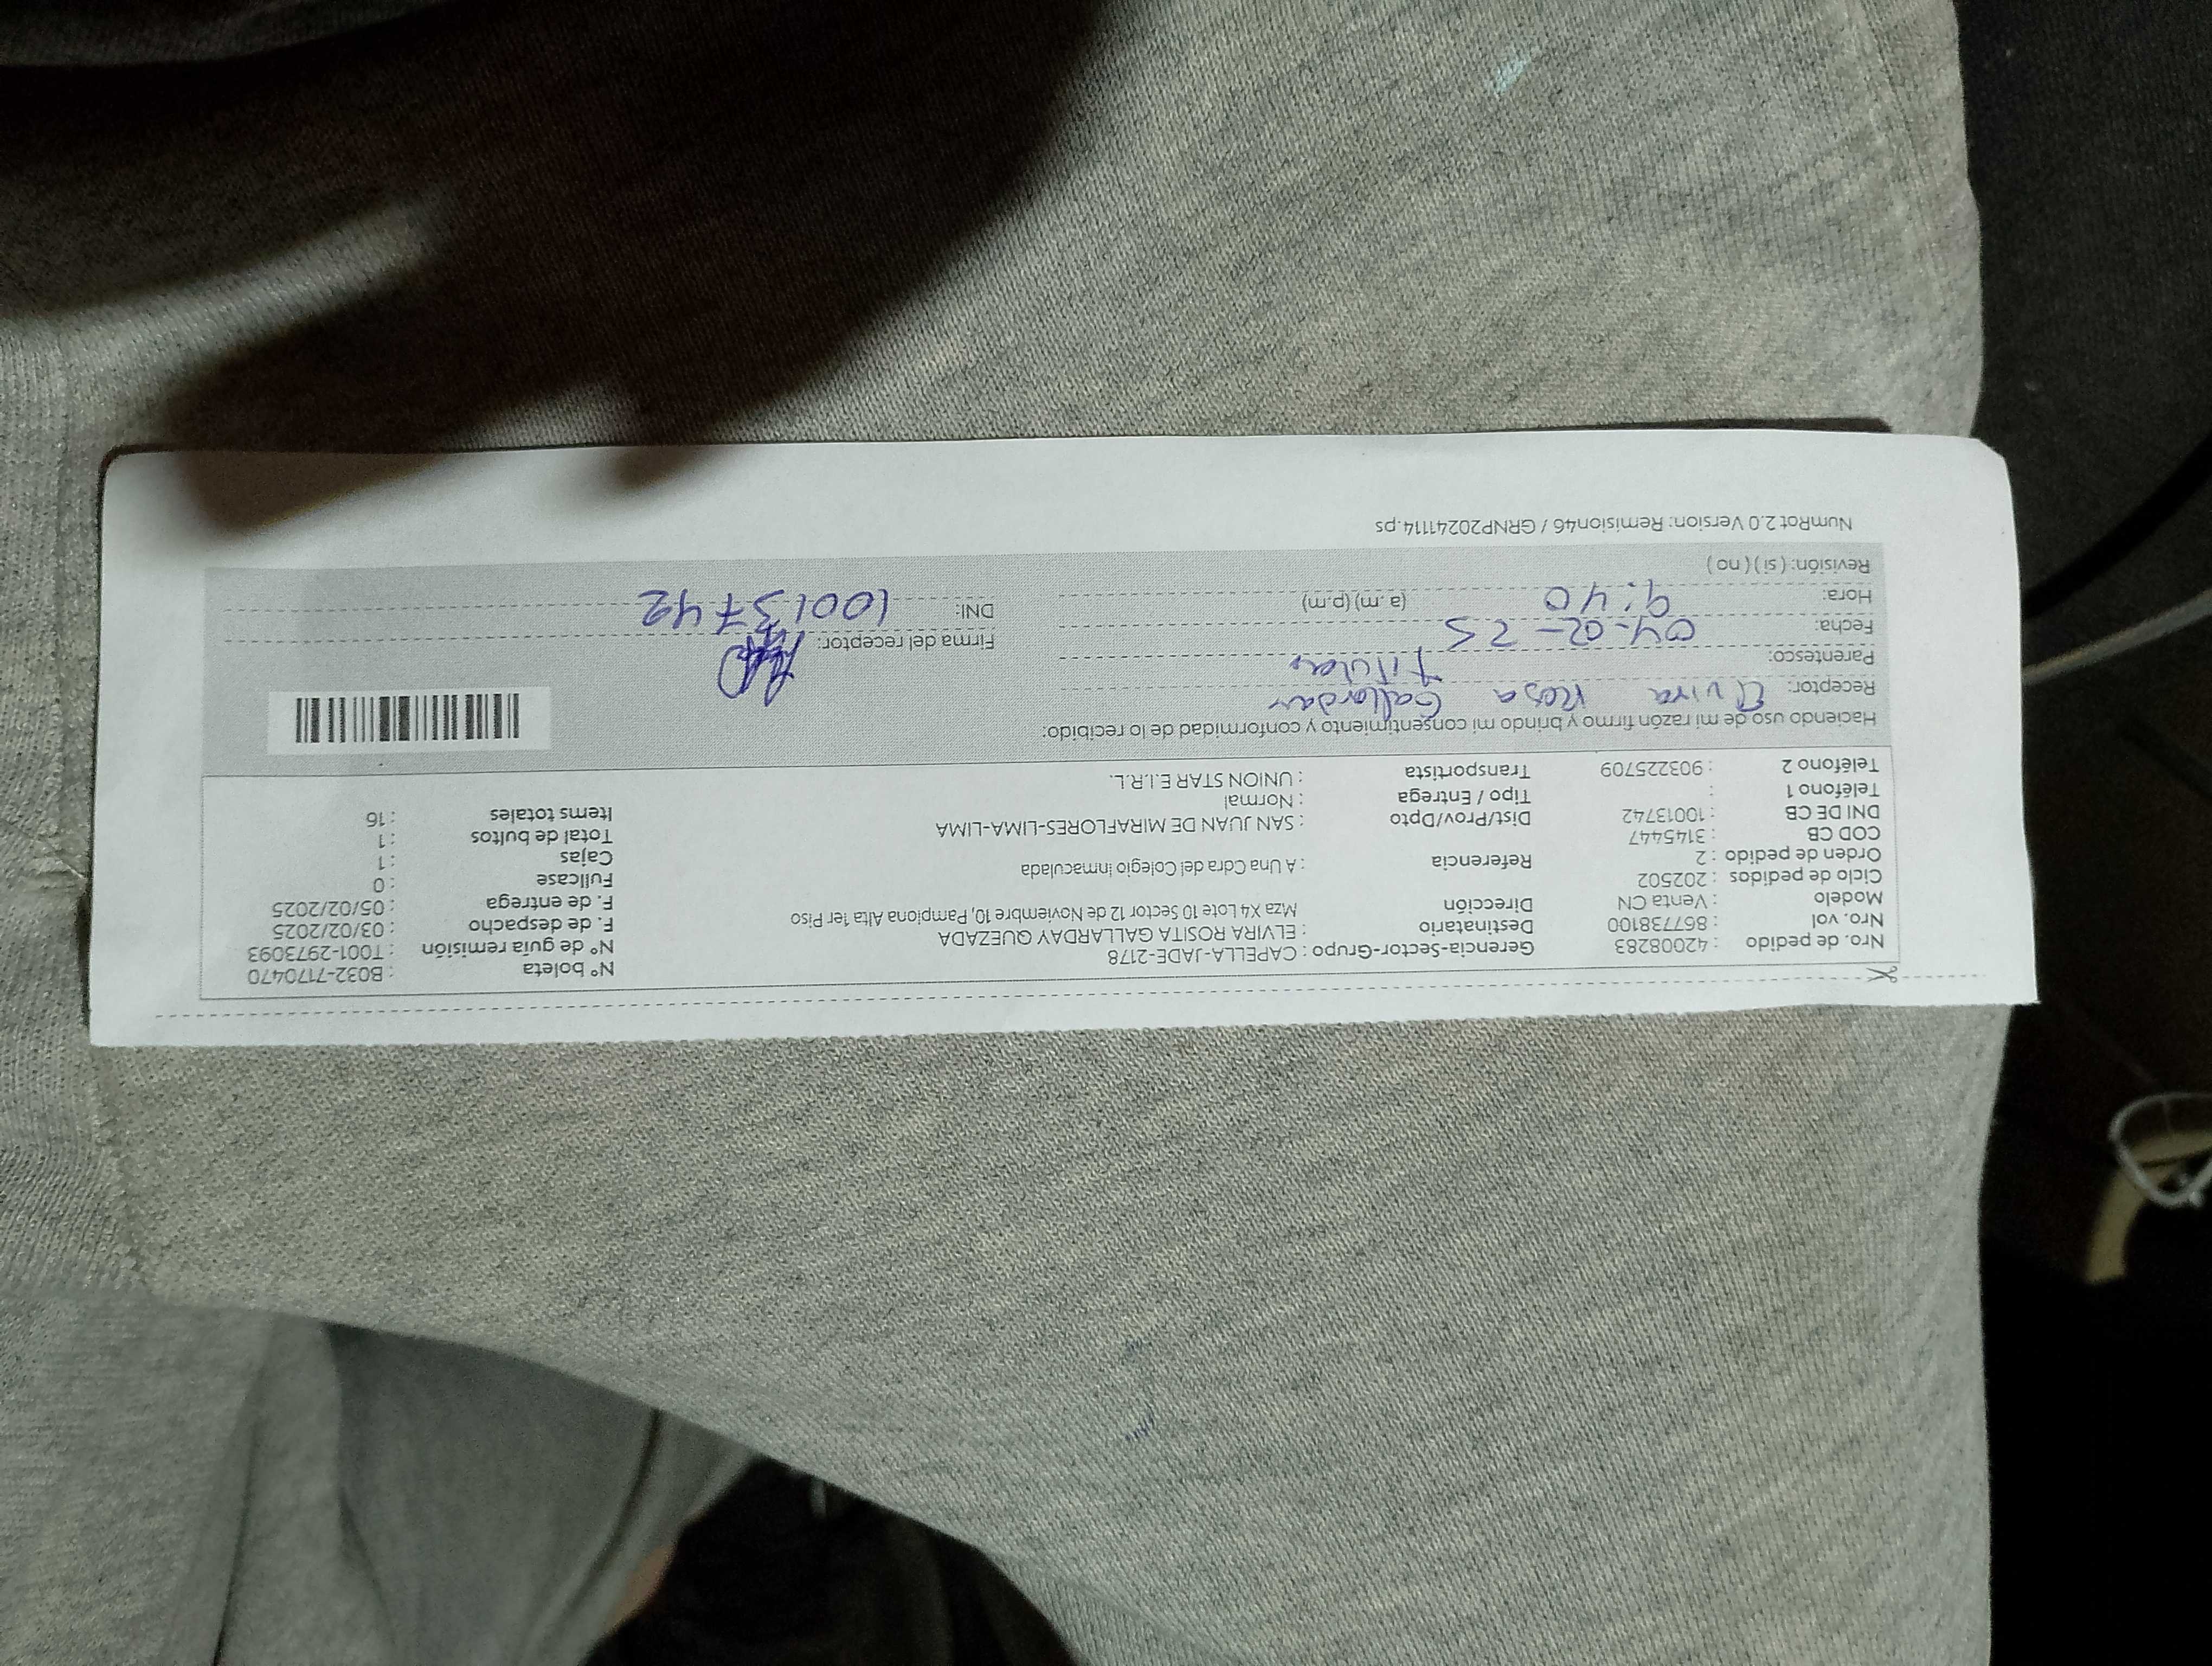 Nro. de pedido : 42008283 Gerencia-Sector-Grupo : CAPELLA-JADE-2178 N° boleta : B032-7170470
Nro. vol : 867738100 Destinatario : ELVIRA ROSITA GALLARDAY QUEZADA N° de guía remisión : T001-2973093
Modelo : Venta CN Dirección Mza X4 Lote 10 Sector 12 de Noviembre 10, Pampiona Alta 1er Piso F. de despacho : 03/02/2025
Ciclo de pedidos : 202502 F. de entrega : 05/02/2025
Orden de pedido : 2 Referencia : A Una Cdra del Colegio Inmaculada Fullcase : 0
COD CB : 3145447 Cajas : 1
DNI DE CB : 10013742 Dist/Prov/Dpto : SAN JUAN DE MIRAFLORES-LIMA-LIMA Total de bultos : 1
Teléfono 1 : Tipo / Entrega : Normal Items totales : 16
Teléfono 2 : 903225709 Transportista : UNION STAR E.I.R.L.
Haciendo uso de mi razón firmo y brindo mi consentimiento y conformidad de lo recibido:
Receptor: Elvira Rosa Gallarday
Parentesco: titular Firma del receptor:
Fecha: 04-02-25 DNI: 10013742
Hora: 9:40 (a.m) (p.m)
Revisión: ( si ) ( no )
NumRot 2.0 Version: Remision46 / GRNP20241114.ps